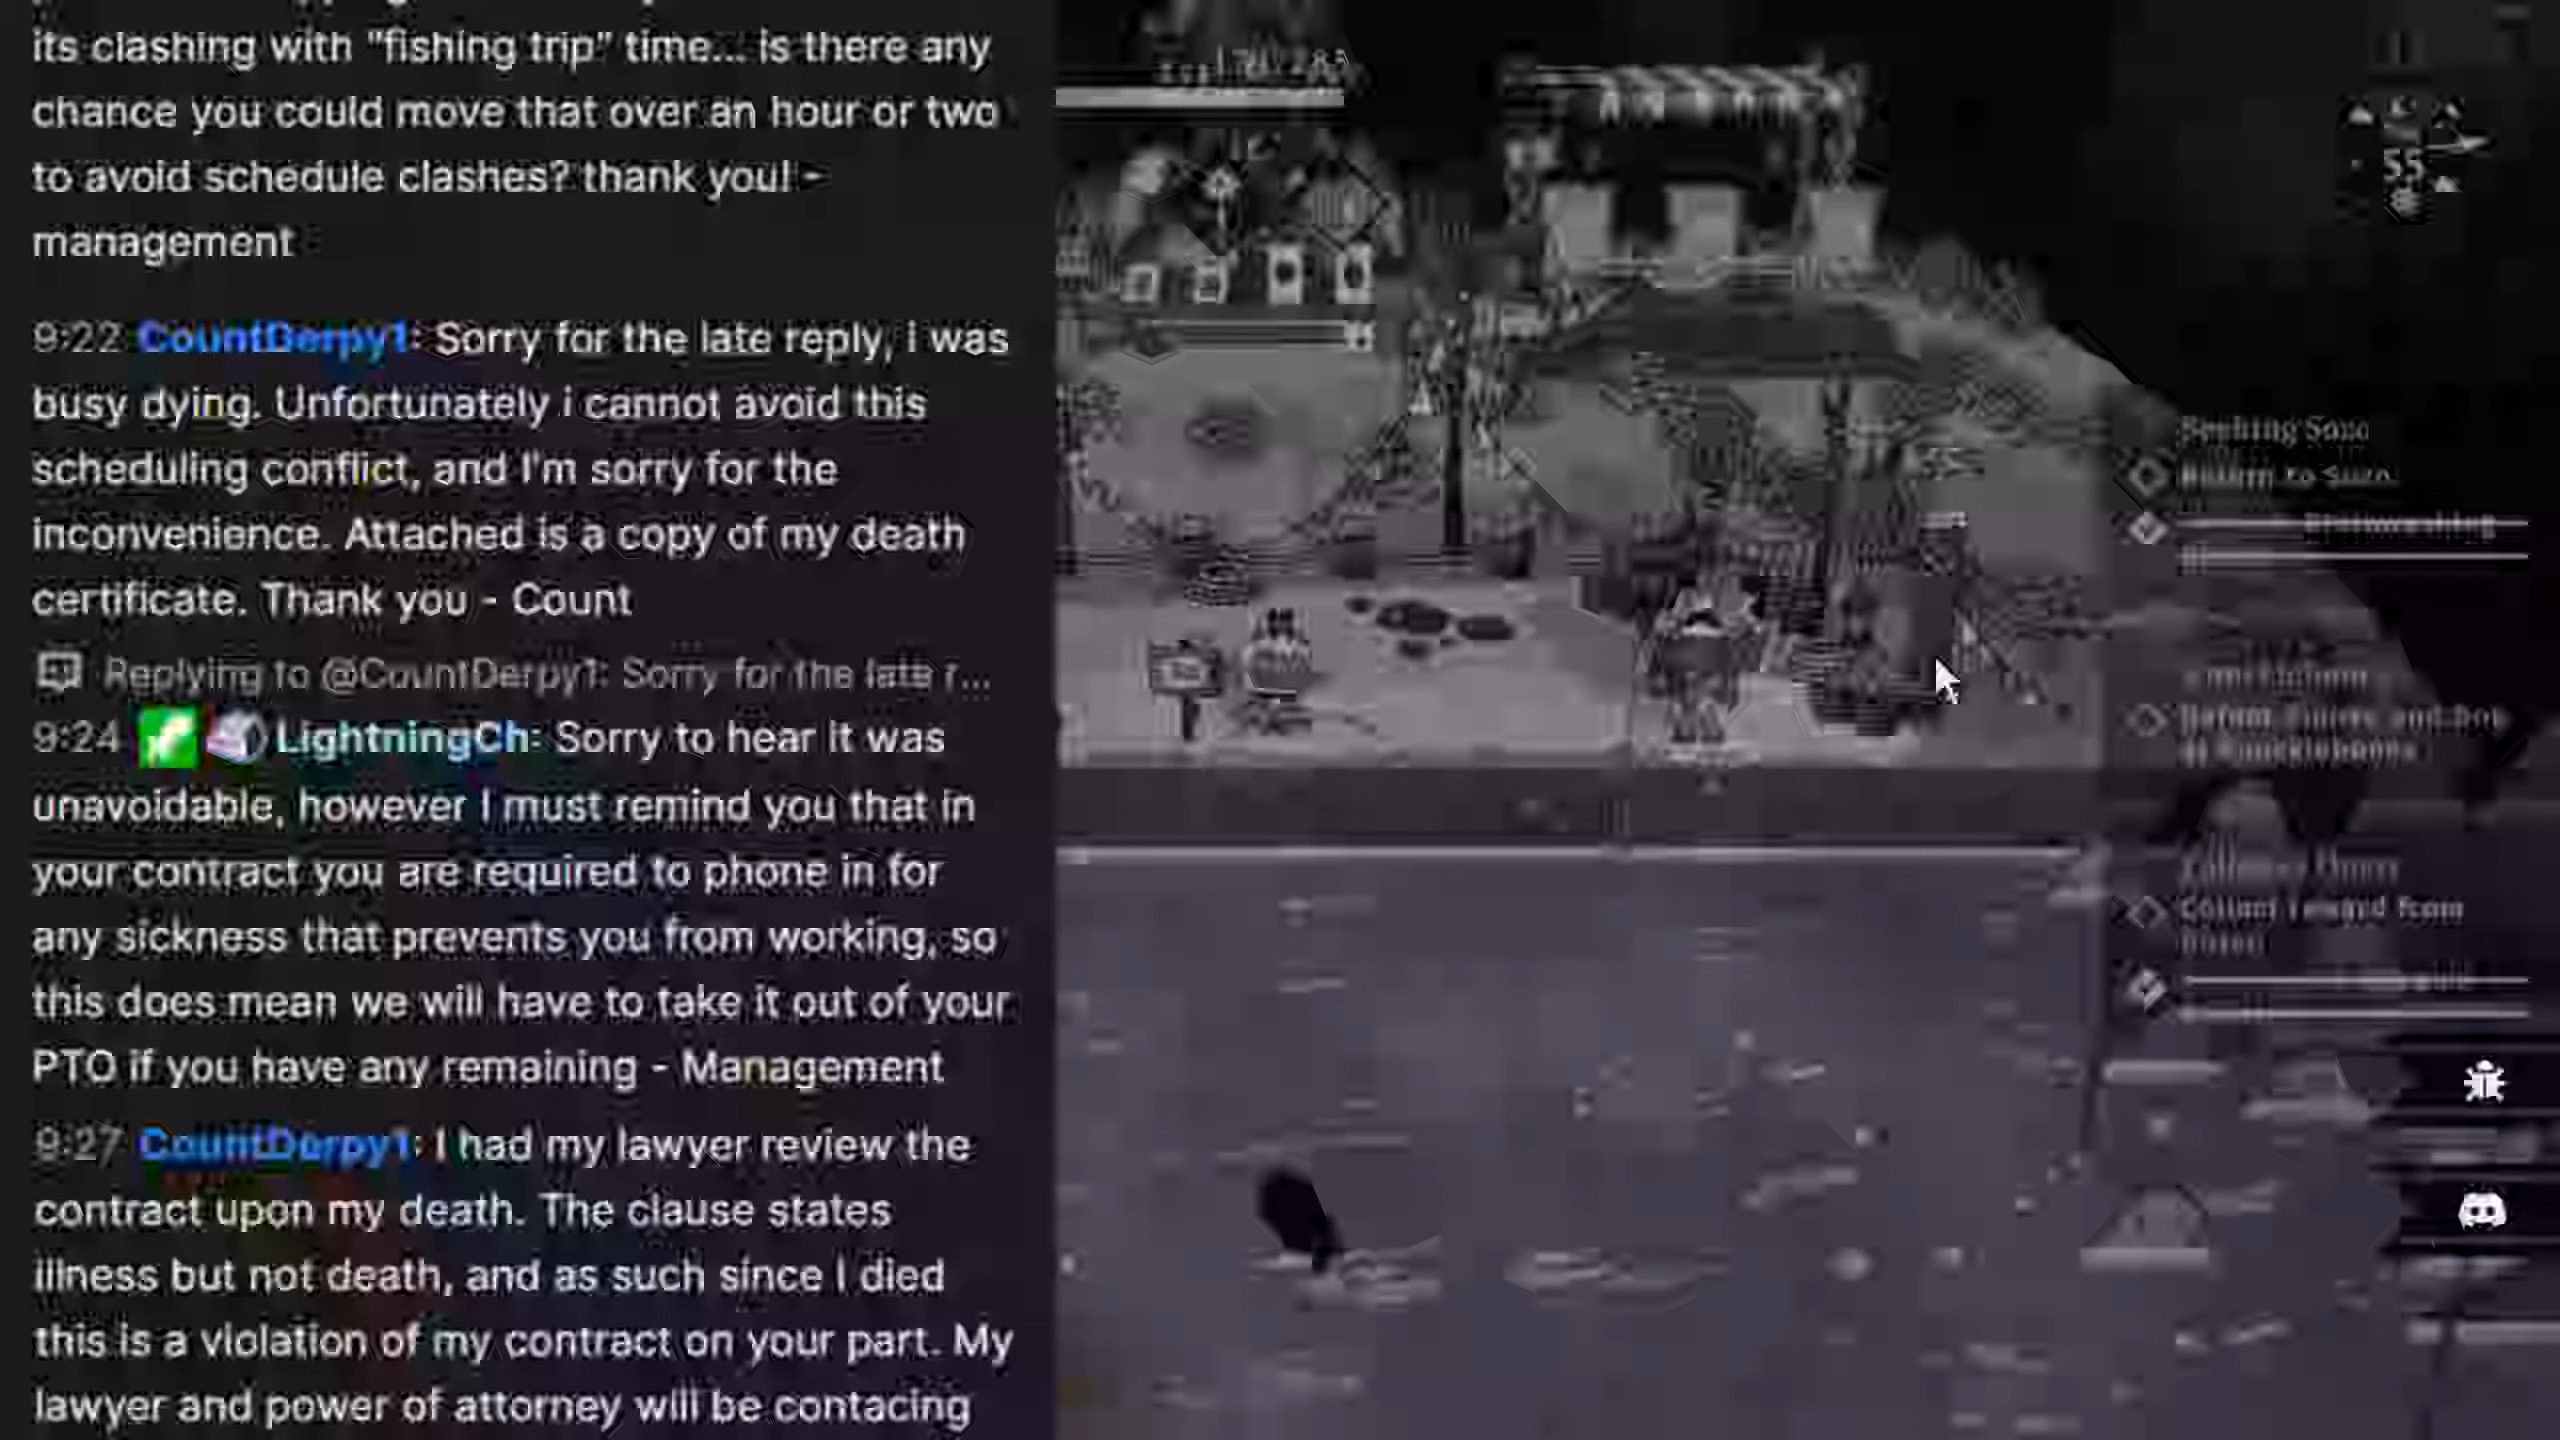 its clashing with "fishing trip" time... is there any
chance you could move that over an hour or two
to avoid schedule clashes? thank you! -
management
9:22 CountDerpy1: Sorry for the late reply, i was
busy dying. Unfortunately i cannot avoid this
scheduling conflict, and I'm sorry for the
inconvenience. Attached is a copy of my death
certificate. Thank you - Count
Replying to @CountDerpy1: Sorry for the late r...
9:24 LightningCh: Sorry to hear it was
unavoidable, however I must remind you that in
your contract you are required to phone in for
any sickness that prevents you from working, so
this does mean we will have to take it out of your
PTO if you have any remaining - Management
9:27 CountDerpy1: I had my lawyer review the
contract upon my death. The clause states
illness but not death, and as such since I died
this is a violation of my contract on your part. My
lawyer and power of attorney will be contacing
55
Return to
Collect reward from